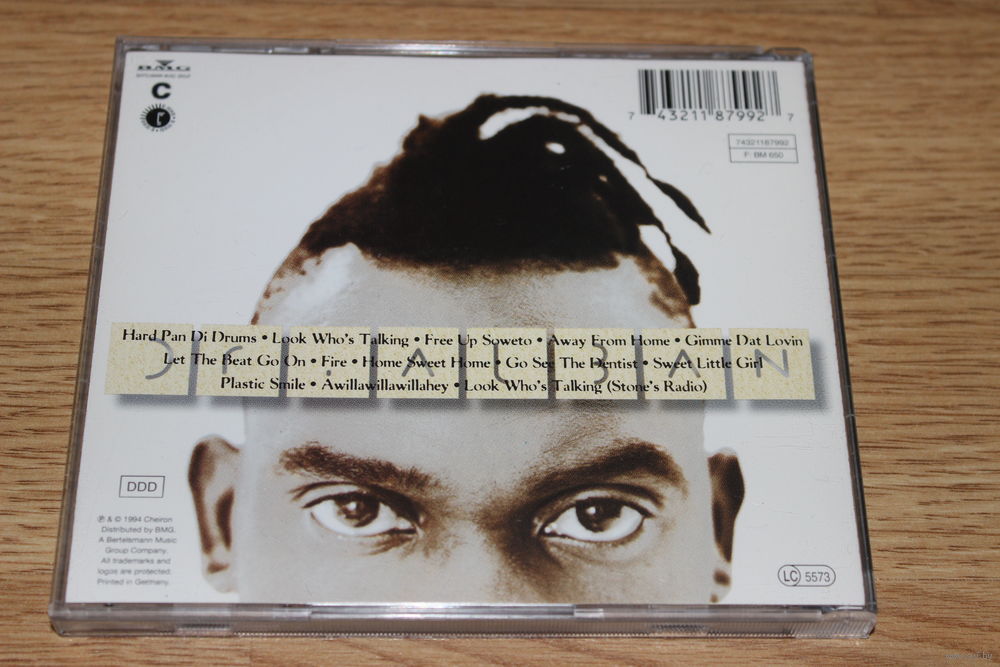 BMG
C
7 43211 87992 7
74321187992
F: BM 650
Hard Pan Di Drums • Look Who's Talking • Free Up Soweto • Away From Home • Gimme Dat Lovin
Let The Beat Go On • Fire • Home Sweet Home • Go See The Dentist • Sweet Little Girl
Plastic Smile • Awillawillawillahey • Look Who's Talking (Stone's Radio)
DR. ALBAN
DDD
℗ & © 1994 Cheiron
Distributed by BMG.
A Bertelsmann Music
Group Company.
All trademarks and
logos are protected.
Printed in Germany.
LC 5573